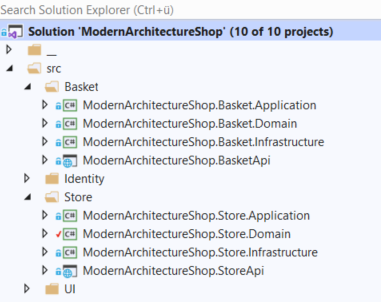 Search Solution Explorer (Ctrl+ü)
Solution 'ModernArchitectureShop' (10 of 10 projects)
__
src
Basket
C# ModernArchitectureShop.Basket.Application
C# ModernArchitectureShop.Basket.Domain
C# ModernArchitectureShop.Basket.Infrastructure
ModernArchitectureShop.BasketApi
Identity
Store
C# ModernArchitectureShop.Store.Application
C# ModernArchitectureShop.Store.Domain
C# ModernArchitectureShop.Store.Infrastructure
ModernArchitectureShop.StoreApi
UI